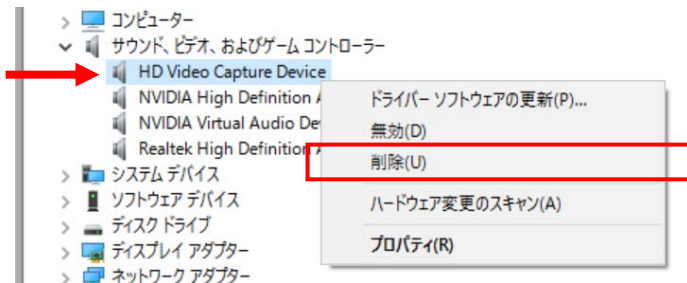 コンピューター
サウンド、ビデオ、およびゲーム コントローラー
HD Video Capture Device
NVIDIA High Definition
NVIDIA Virtual Audio
Realtek High Definition
システム デバイス
ソフトウェア デバイス
ディスク ドライブ
ディスプレイ アダプター
ネットワーク アダプター
ドライバー ソフトウェアの更新(P)...
無効(D)
削除(U)
ハードウェア変更のスキャン(A)
プロパティ(R)